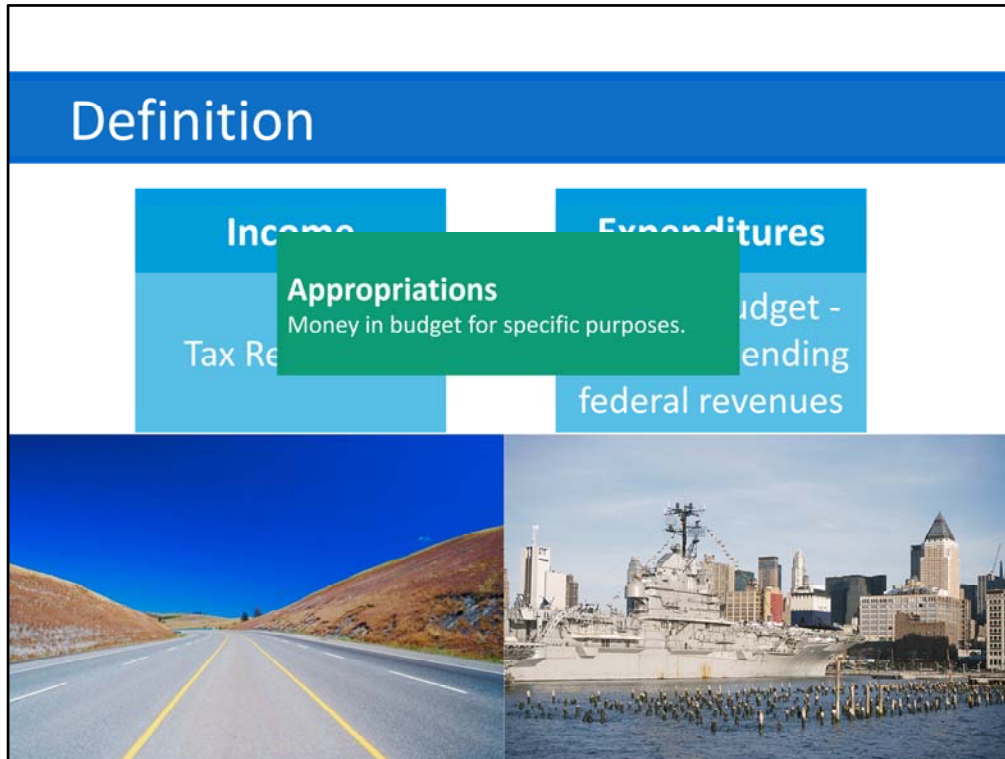 Definition
Income
Expenditures
Appropriations
Money in budget for specific purposes.
udget -
Tax Re
ending
federal revenues